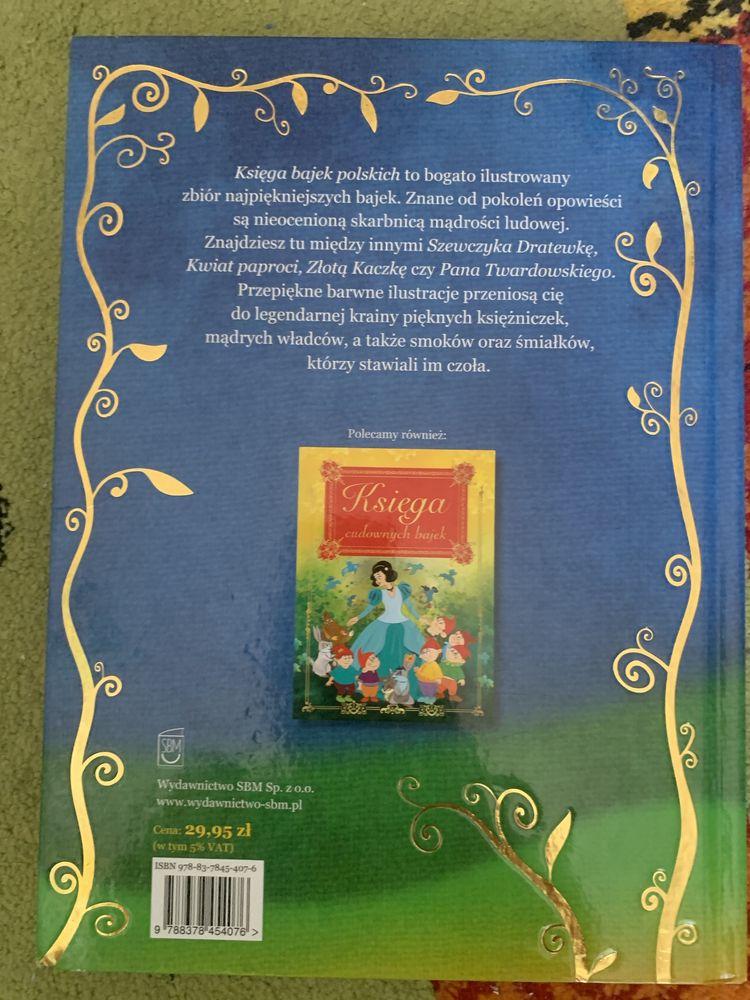 Księga bajek polskich to bogato ilustrowany
zbiór najpiękniejszych bajek. Znane od pokoleń opowieści
są nieocenioną skarbnicą mądrości ludowej.
Znajdziesz tu między innymi Szewczyka Dratewkę,
Kwiat paproci, Złotą Kaczkę czy Pana Twardowskiego.
Przepiękne barwne ilustracje przeniosą cię
do legendarnej krainy pięknych księżniczek,
mądrych władców, a także smoków oraz śmiałków,
którzy stawiali im czoła.
Polecamy również:
Księga
cudownych bajek
SBM
Wydawnictwo SBM Sp. z o.o.
www.wydawnictwo-sbm.pl
Cena: 29,95 zł
(w tym 5% VAT)
ISBN 978-83-7845-407-6
9 788378 454076 >